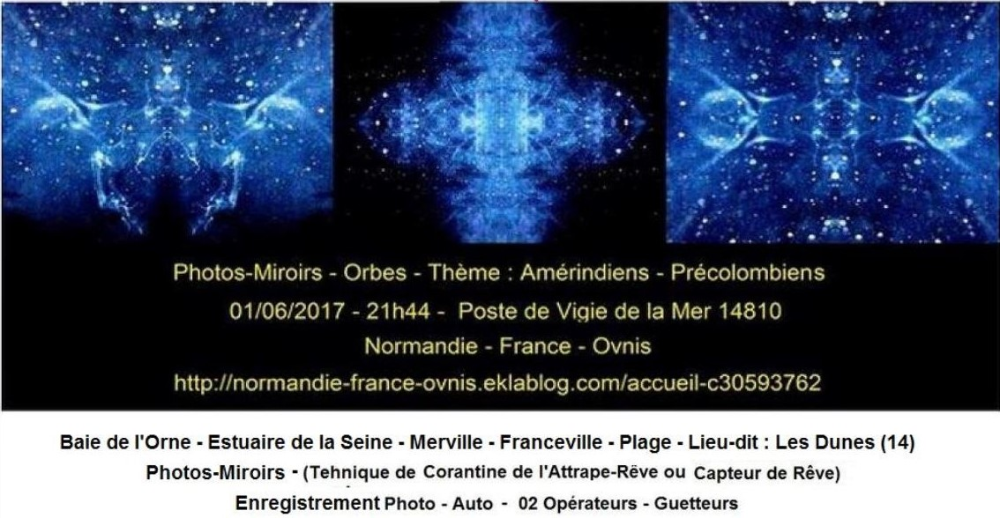 Photos-Miroirs - Orbes - Thème : Amérindiens - Précolombiens
01/06/2017 - 21h44 - Poste de Vigie de la Mer 14810
Normandie - France - Ovnis
http://normandie-france-ovnis.eklablog.com/accueil-c30593762
Baie de l'Orne - Estuaire de la Seine - Merville - Franceville - Plage - Lieu-dit : Les Dunes (14)
Photos-Miroirs - (Tehnique de Corantine de l'Attrape-Rêve ou Capteur de Rêve)
Enregistrement Photo - Auto - 02 Opérateurs - Guetteurs